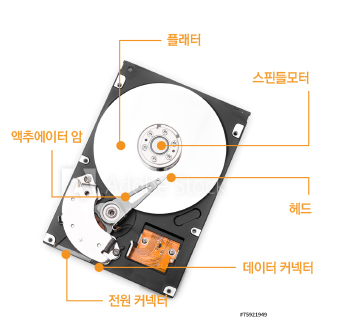 플래터
스핀들모터
액추에이터 암
헤드
데이터 커넥터
전원 커넥터
#75921949